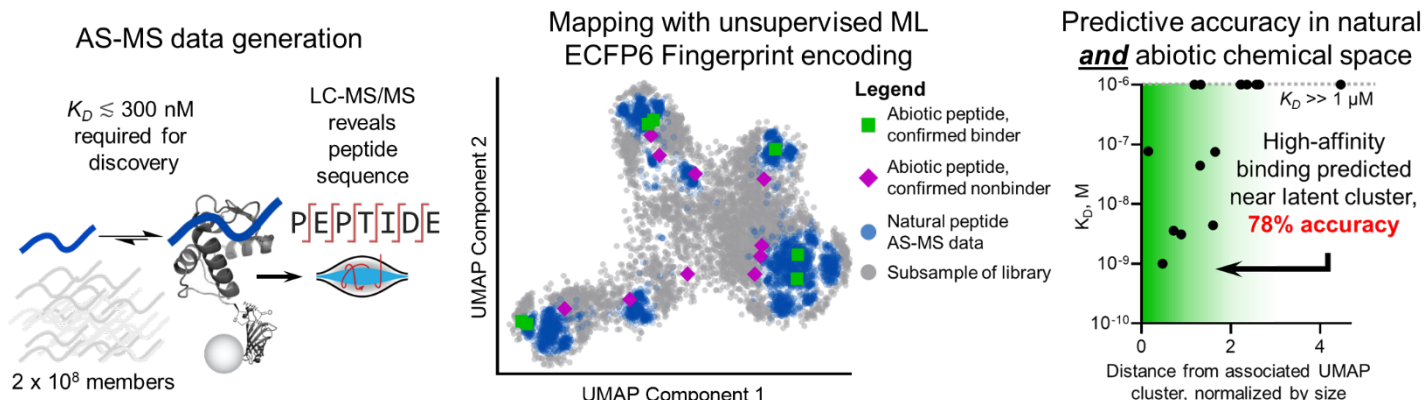 AS-MS data generation
K_D ≲ 300 nM
required for
discovery
LC-MS/MS
reveals
peptide
sequence
PEPTIDE
2 x 10⁸ members
Mapping with unsupervised ML
ECFP6 Fingerprint encoding
UMAP Component 2
UMAP Component 1
Legend
Abiotic peptide,
confirmed binder
Abiotic peptide,
confirmed nonbinder
Natural peptide
AS-MS data
Subsample of library
Predictive accuracy in natural
and abiotic chemical space
10⁻⁶
10⁻⁷
10⁻⁸
10⁻⁹
10⁻¹⁰
K_D, M
K_D >> 1 µM
High-affinity
binding predicted
near latent cluster,
78% accuracy
0 2 4
Distance from associated UMAP
cluster, normalized by size